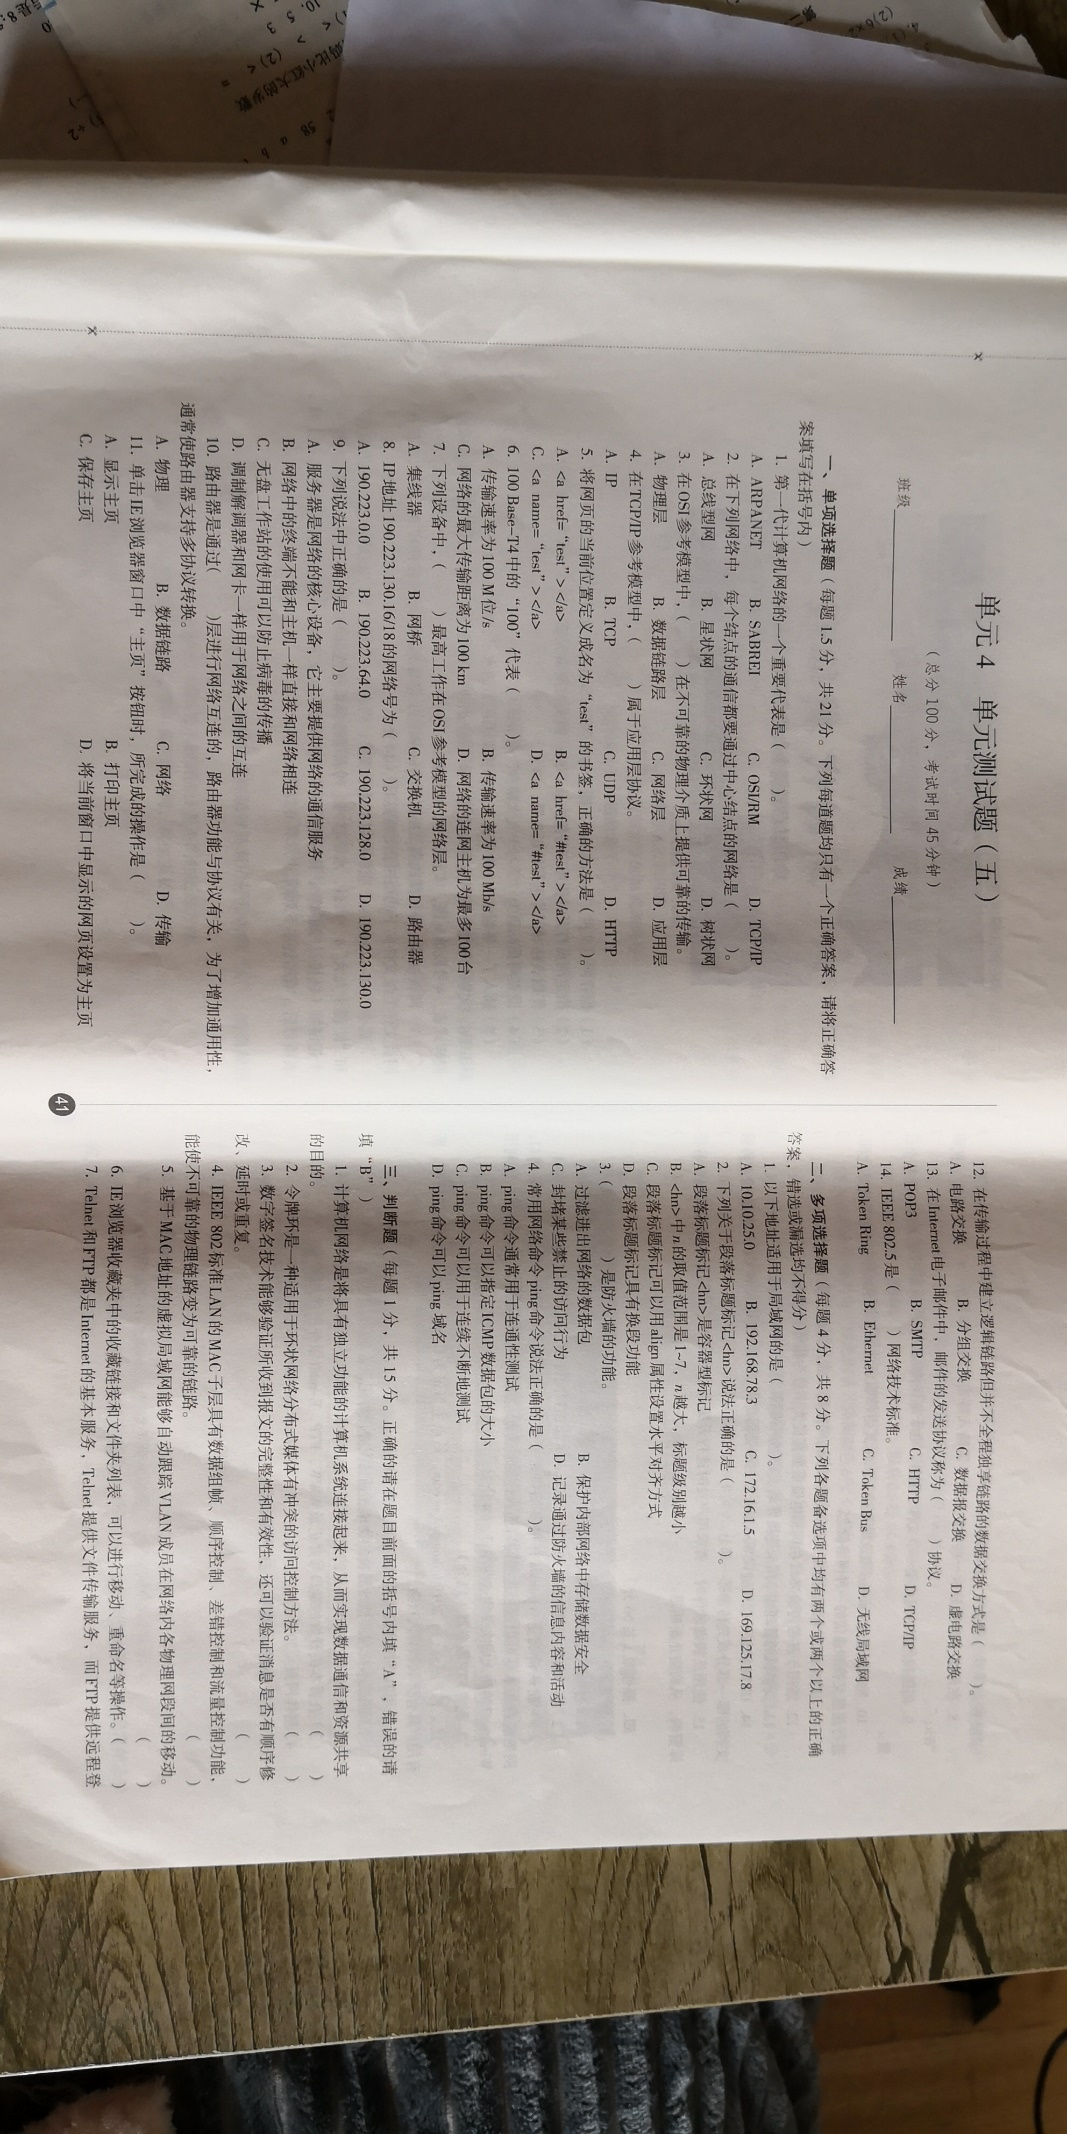 单元4 单元测试题（五）
（总分100分，考试时间45分钟）
班级 姓名 成绩
一、单项选择题（每题1.5分，共21分。下列每道题均只有一个正确答案，请将正确答
案填写在括号内）
1. 第一代计算机网络的一个重要代表是（ ）。
A. ARPANET B. SABREI C. OSI/RM D. TCP/IP
2. 在下列网络中，每个结点的通信都要通过中心结点的网络是（ ）。
A. 总线型网 B. 星状网 C. 环状网 D. 树状网
3. 在OSI参考模型中，（ ）在不可靠的物理介质上提供可靠的传输。
A. 物理层 B. 数据链路层 C. 网络层 D. 应用层
4. 在TCP/IP参考模型中，（ ）属于应用层协议。
A. IP B. TCP C. UDP D. HTTP
5. 将网页的当前位置定义成名为“test”的书签，正确的方法是（ ）。
A. <a href=“test”></a> B. <a href=“#test”></a>
C. <a name=“test”></a> D. <a name=“#test”></a>
6. 100 Base-T4中的“100”代表（ ）。
A. 传输速率为100 M位/s B. 传输速率为100 Mb/s
C. 网络的最大传输距离为100 km D. 网络的连网主机为最多100台
7. 下列设备中，（ ）最高工作在OSI参考模型的网络层。
A. 集线器 B. 网桥 C. 交换机 D. 路由器
8. IP地址190.223.130.16/18的网络号为（ ）。
A. 190.223.0.0 B. 190.223.64.0 C. 190.223.128.0 D. 190.223.130.0
9. 下列说法中正确的是（ ）。
A. 服务器是网络的核心设备，它主要提供网络的通信服务
B. 网络中的终端不能和主机一样直接和网络相连
C. 无盘工作站的使用可以防止病毒的传播
D. 调制解调器和网卡一样用于网络之间的互连
10. 路由器是通过（ ）层进行网络互连的，路由器功能与协议有关，为了增加通用性，
通常使路由器支持多协议转换。
A. 物理 B. 数据链路 C. 网络 D. 传输
11. 单击IE浏览器窗口中“主页”按钮时，所完成的操作是（ ）。
A. 显示主页 B. 打印主页
C. 保存主页 D. 将当前窗口中显示的网页设置为主页
12. 在传输过程中建立逻辑链路但并不全程独享链路的数据交换方式是（ ）。
A. 电路交换 B. 分组交换 C. 数据报交换 D. 虚电路交换
13. 在Internet电子邮件中，邮件的发送协议称为（ ）协议。
A. POP3 B. SMTP C. HTTP D. TCP/IP
14. IEEE 802.5是（ ）网络技术标准。
A. Token Ring B. Ethernet C. Token Bus D. 无线局域网
二、多项选择题（每题4分，共8分。下列各题备选项中均有两个或两个以上的正确
答案，错选或漏选均不得分）
1. 以下地址适用于局域网的是（ ）。
A. 10.10.25.0 B. 192.168.78.3 C. 172.16.1.5 D. 169.125.17.8
2. 下列关于段落标题标记<hn>说法正确的是（ ）。
A. 段落标题标记<hn>是容器型标记
B. <hn>中n的取值范围是1~7，n越大，标题级别越小
C. 段落标题标记可以用align属性设置水平对齐方式
D. 段落标题标记具有换段功能
3.（ ）是防火墙的功能。
A. 过滤进出网络的数据包 B. 保护内部网络中存储数据安全
C. 封堵某些禁止的访问行为 D. 记录通过防火墙的信息内容和活动
4. 常用网络命令ping命令说法正确的是（ ）。
A. ping命令通常用于连通性测试
B. ping命令可以指定ICMP数据包的大小
C. ping命令可以用于连续不断地测试
D. ping命令可以ping域名
三、判断题（每题1分，共15分。正确的请在题目前面的括号内填“A”，错误的请
填“B”）
1. 计算机网络是将具有独立功能的计算机系统连接起来，从而实现数据通信和资源共享
的目的。 （ ）
2. 令牌环是一种适用于环状网络分布式媒体有冲突的访问控制方法。 （ ）
3. 数字签名技术能够验证所收到报文的完整性和有效性，还可以验证消息是否有顺序修
改、延时或重复。 （ ）
4. IEEE 802标准LAN的MAC子层具有数据组帧、顺序控制、差错控制和流量控制功能，
能使不可靠的物理链路变为可靠的链路。 （ ）
5. 基于MAC地址的虚拟局域网能够自动跟踪VLAN成员在网络内各物理网段间的移动。
（ ）
6. IE浏览器收藏夹中的收藏链接和文件夹列表，可以进行移动、重命名等操作。（ ）
7. Telnet和FTP都是Internet的基本服务，Telnet提供文件传输服务，而FTP提供远程登
41